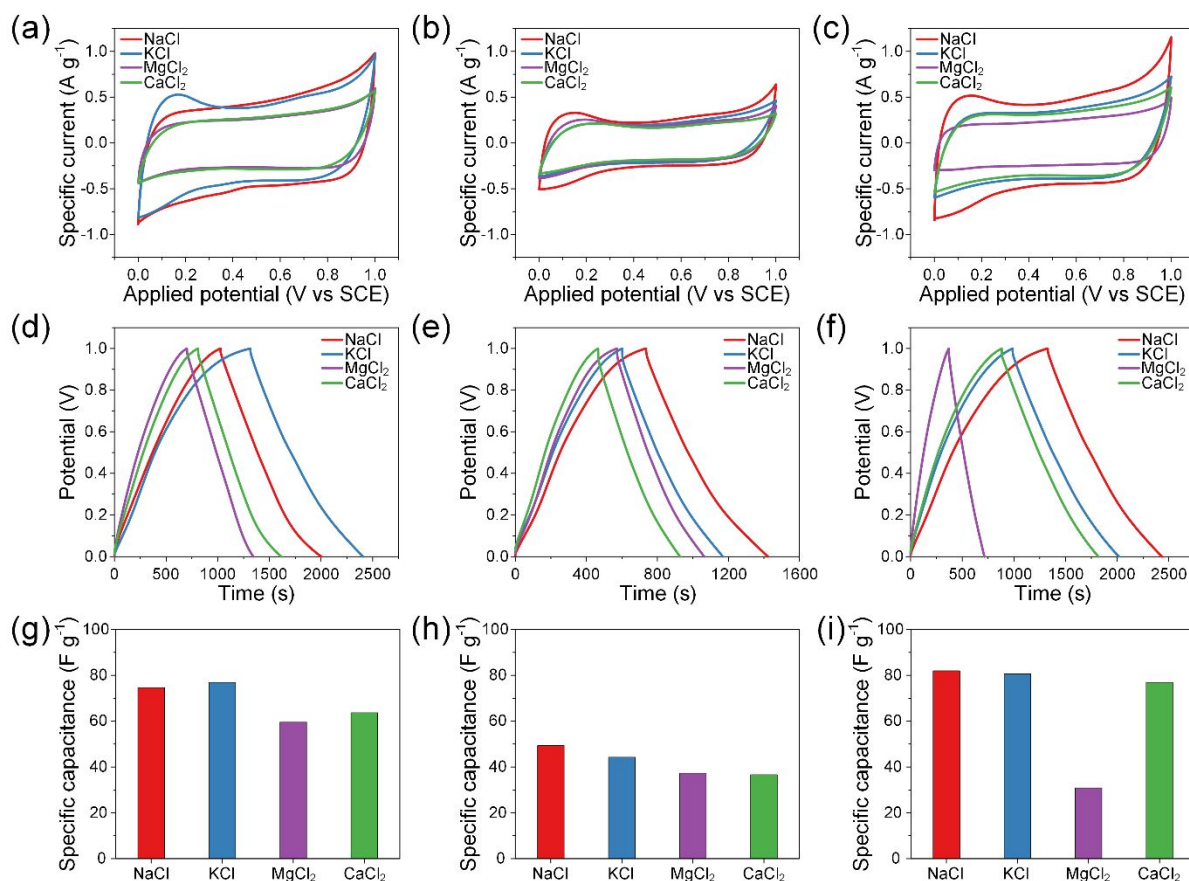 (a)
NaCl
KCl
MgCl₂
CaCl₂
Specific current (A g⁻¹)
1.0
0.5
0.0
-0.5
-1.0
0.0 0.2 0.4 0.6 0.8 1.0
Applied potential (V vs SCE)
(b)
NaCl
KCl
MgCl₂
CaCl₂
Specific current (A g⁻¹)
1.0
0.5
0.0
-0.5
-1.0
0.0 0.2 0.4 0.6 0.8 1.0
Applied potential (V vs SCE)
(c)
NaCl
KCl
MgCl₂
CaCl₂
Specific current (A g⁻¹)
1.0
0.5
0.0
-0.5
-1.0
0.0 0.2 0.4 0.6 0.8 1.0
Applied potential (V vs SCE)
(d)
NaCl
KCl
MgCl₂
CaCl₂
Potential (V)
1.0
0.8
0.6
0.4
0.2
0.0
0 500 1000 1500 2000 2500
Time (s)
(e)
NaCl
KCl
MgCl₂
CaCl₂
Potential (V)
1.0
0.8
0.6
0.4
0.2
0.0
0 400 800 1200 1600
Time (s)
(f)
NaCl
KCl
MgCl₂
CaCl₂
Potential (V)
1.0
0.8
0.6
0.4
0.2
0.0
0 500 1000 1500 2000 2500
Time (s)
(g)
Specific capacitance (F g⁻¹)
100
80
60
40
20
0
NaCl KCl MgCl₂ CaCl₂
(h)
Specific capacitance (F g⁻¹)
100
80
60
40
20
0
NaCl KCl MgCl₂ CaCl₂
(i)
Specific capacitance (F g⁻¹)
100
80
60
40
20
0
NaCl KCl MgCl₂ CaCl₂